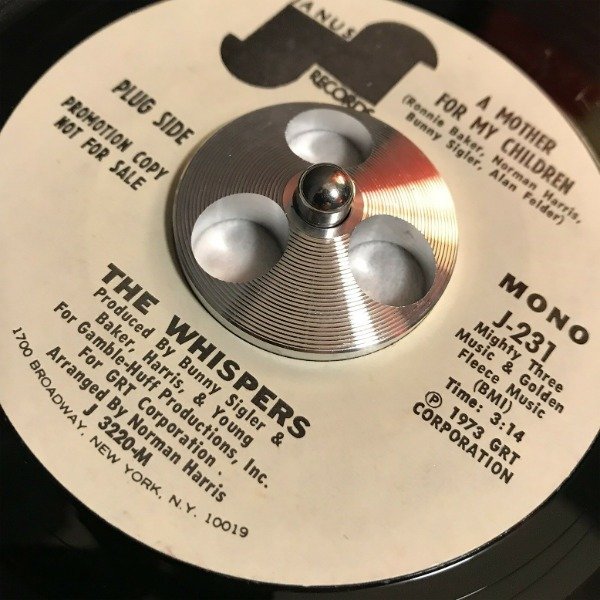 ANUS
RECORDS
PLUG SIDE
PROMOTION COPY
NOT FOR SALE
A MOTHER
FOR MY CHILDREN
(Ronnie Baker, Norman Harris,
Bunny Sigler, Alan Felder)
MONO
J-231
Mighty Three
Music & Golden
Fleece Music
(BMI)
Time: 3:14
Ⓟ 1973 GRT
CORPORATION
THE WHISPERS
Produced By Bunny Sigler &
Baker, Harris, & Young
For Gamble-Huff Productions, Inc.
For GRT Corporation.
Arranged By Norman Harris
J 3220-M
1700 BROADWAY, NEW YORK, N.Y. 10019